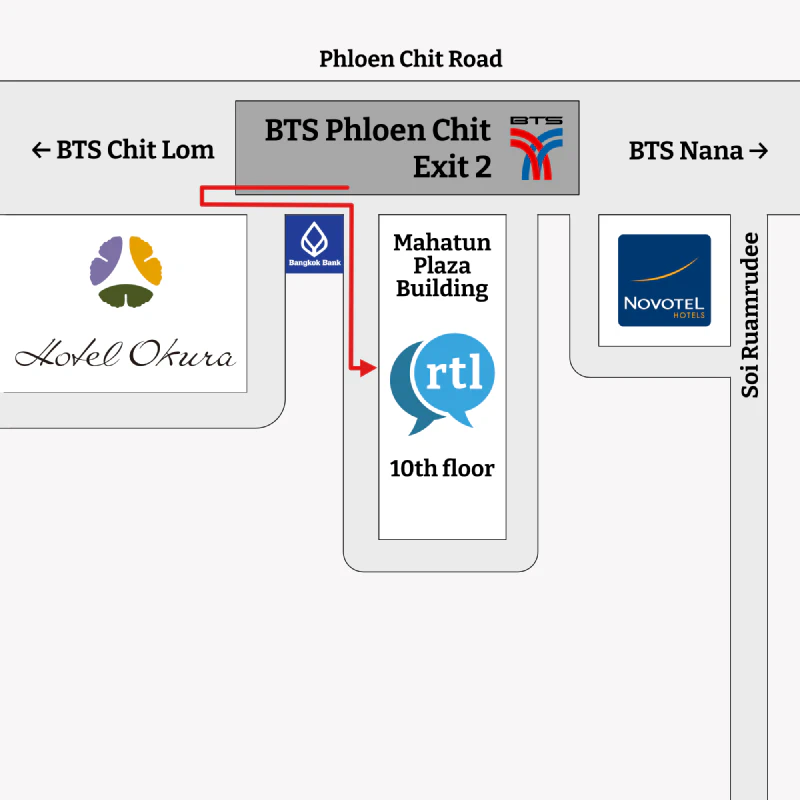 Phloen Chit Road
← BTS Chit Lom
BTS Phloen Chit
Exit 2
BTS
BTS Nana →
Hotel Okura
Bangkok Bank
Mahatun
Plaza
Building
rtl
10th floor
NOVOTEL
HOTELS
Soi Ruamrudee